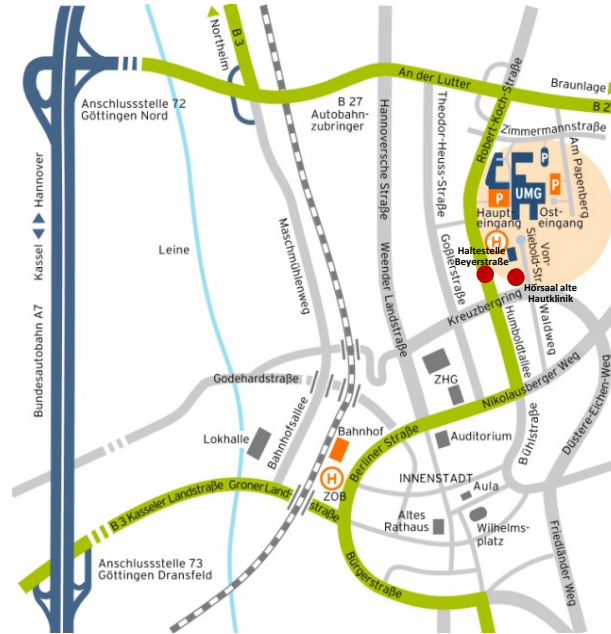 Northeim
B 3
Anschlussstelle 72
Göttingen Nord
B 27
Autobahn-
zubringer
An der Lutter
Braunlage
B 2
Robert-Koch-Straße
Zimmermannstraße
Am Papenberg
Theodor-Heuss-Straße
Hannoversche Straße
Hannover
Kassel
Bundesautobahn A7
Leine
Maschmühlenweg
Weender Landstraße
Goßlerstraße
P
P
P
UMG
Haupt-
eingang
Ost-
eingang
H
Von-
Siebold-Str.
Haltestelle
Beyerstraße
Hörsaal alte
Hautklinik
Kreuzbergring
Humboldtallee
Waldweg
Nikolausberger Weg
Düstere-Eichen-Weg
Godehardstraße
Bahnhofsallee
Lokhalle
Bahnhof
H
ZOB
ZHG
Auditorium
Berliner Straße
Bühlstraße
INNENSTADT
Aula
Altes
Rathaus
Wilhelms-
platz
B 3 Kasseler Landstraße
Groner Land-
straße
Bürgerstraße
Friedländer Weg
Anschlussstelle 73
Göttingen Dransfeld